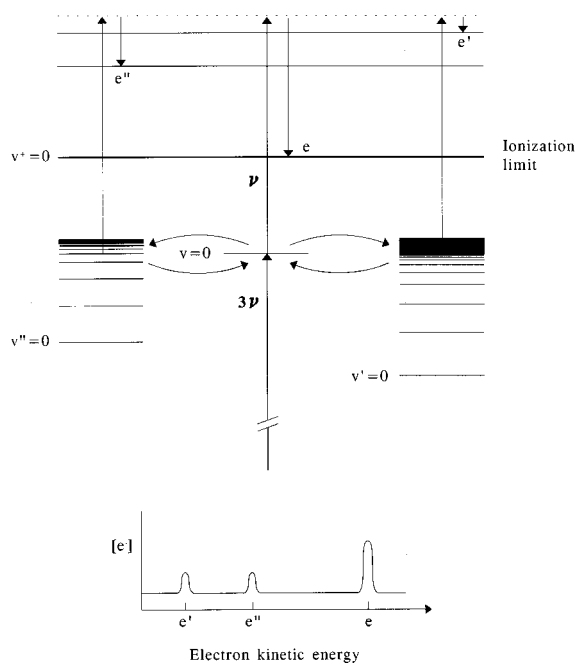 e'
e"
e
Ionization
limit
v+=0
ν
v=0
3ν
v"=0
v'=0
[e-]
e' e" e
Electron kinetic energy